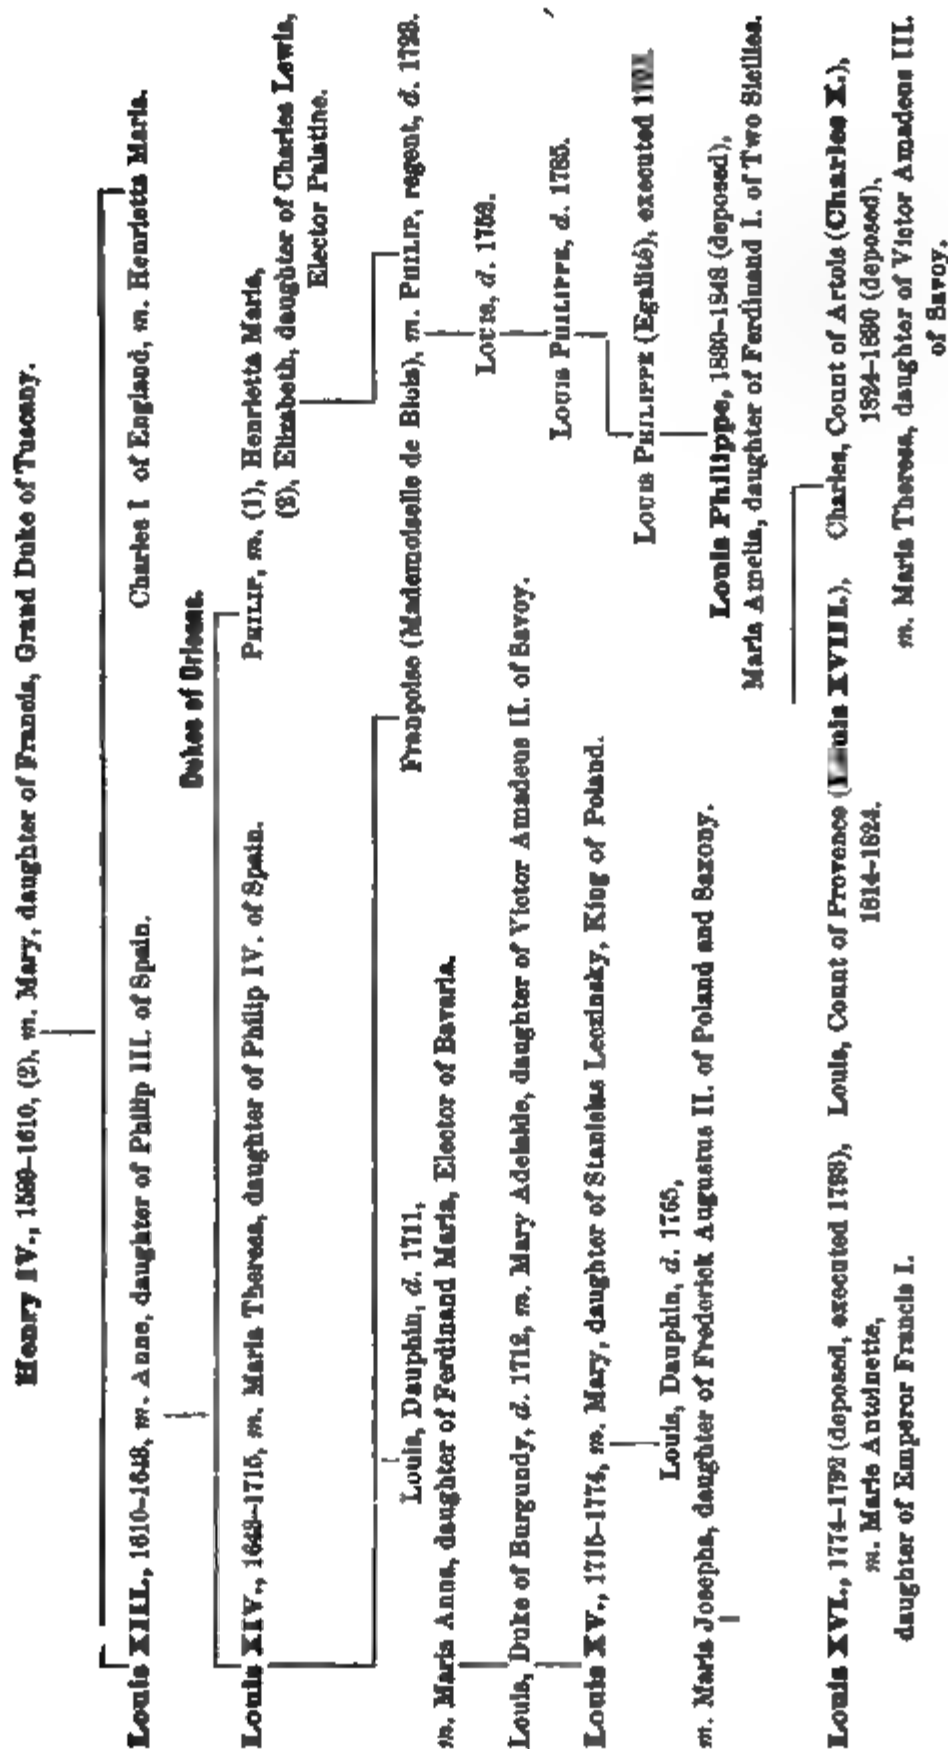 Henry IV., 1589-1610, (2), m. Mary, daughter of Francis, Grand Duke of Tuscany.
Louis XIII., 1610-1643, m. Anne, daughter of Philip III. of Spain.
Charles I of England, m. Henrietta Maria.
Dukes of Orleans.
Louis XIV., 1643-1715, m. Maria Theresa, daughter of Philip IV. of Spain.
PHILIP, m. (1), Henrietta Maria,
(2), Elizabeth, daughter of Charles Lewis,
Elector Palatine.
Louis, Dauphin, d. 1711,
m. Maria Anna, daughter of Ferdinand Maria, Elector of Bavaria.
Françoise (Mademoiselle de Blois), m. PHILIP, regent, d. 1723.
Louis, Duke of Burgundy, d. 1712, m. Mary Adelaide, daughter of Victor Amadeus II. of Savoy.
LOUIS, d. 1752.
Louis XV., 1715-1774, m. Mary, daughter of Stanislas Leczinsky, King of Poland.
LOUIS PHILIPPE, d. 1785.
Louis, Dauphin, d. 1765,
m. Maria Josepha, daughter of Frederick Augustus II. of Poland and Saxony.
LOUIS PHILIPPE (Egalité), executed
Louis Philippe, 1830-1848 (deposed),
Maria Amelia, daughter of Ferdinand I. of Two Sicilies.
Louis XVI., 1774-1792 (deposed, executed 1793),
m. Marie Antoinette,
daughter of Emperor Francis I.
Louis, Count of Provence (Louis XVIII.),
1814-1824.
Charles, Count of Artois (Charles X.),
1824-1830 (deposed),
m. Maria Theresa, daughter of Victor Amadeus III.
of Savoy.